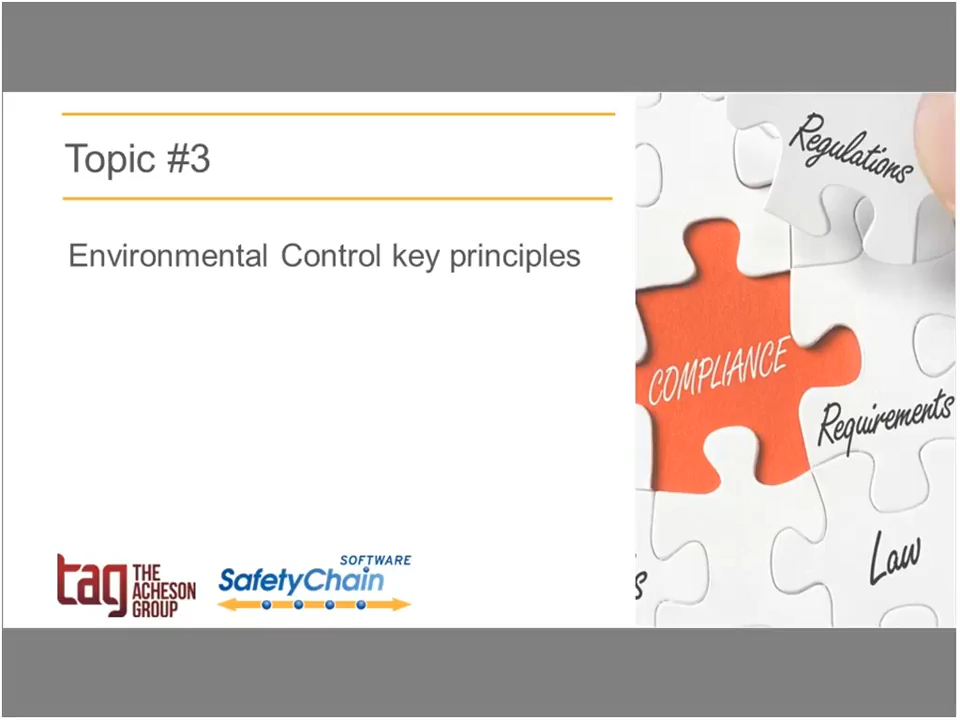 Topic #3
Environmental Control key principles
Regulations
COMPLIANCE
Requirements
Law
tag THE
ACHESON
GROUP
SOFTWARE
SafetyChain